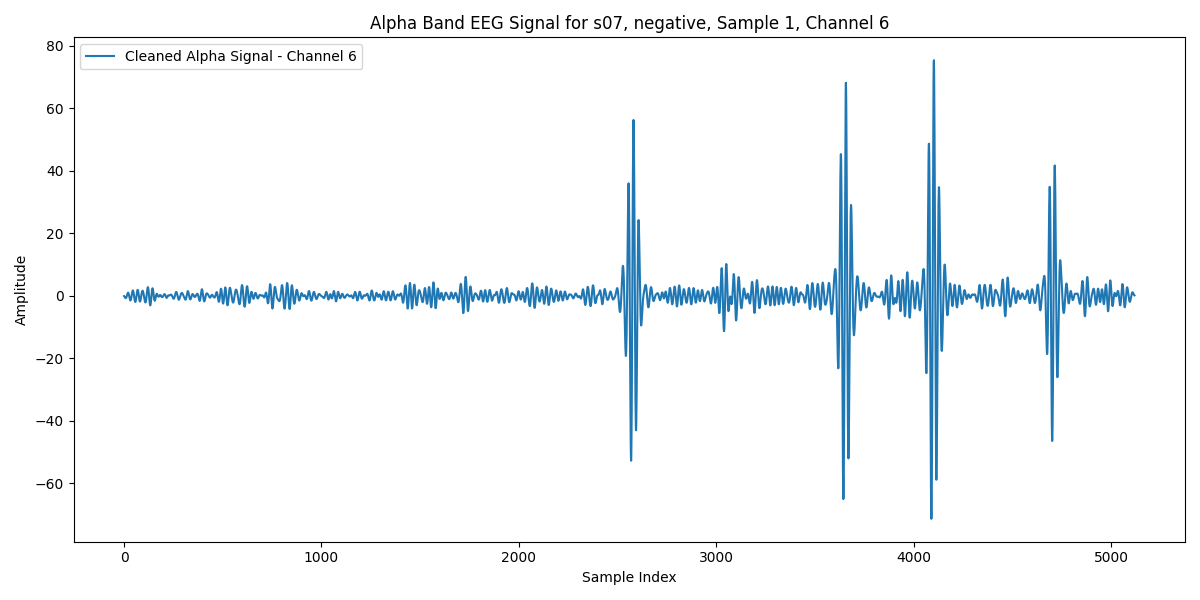 Alpha Band EEG Signal for s07, negative, Sample 1, Channel 6
Cleaned Alpha Signal - Channel 6
80
60
40
20
0
−20
−40
−60
Amplitude
0 1000 2000 3000 4000 5000
Sample Index